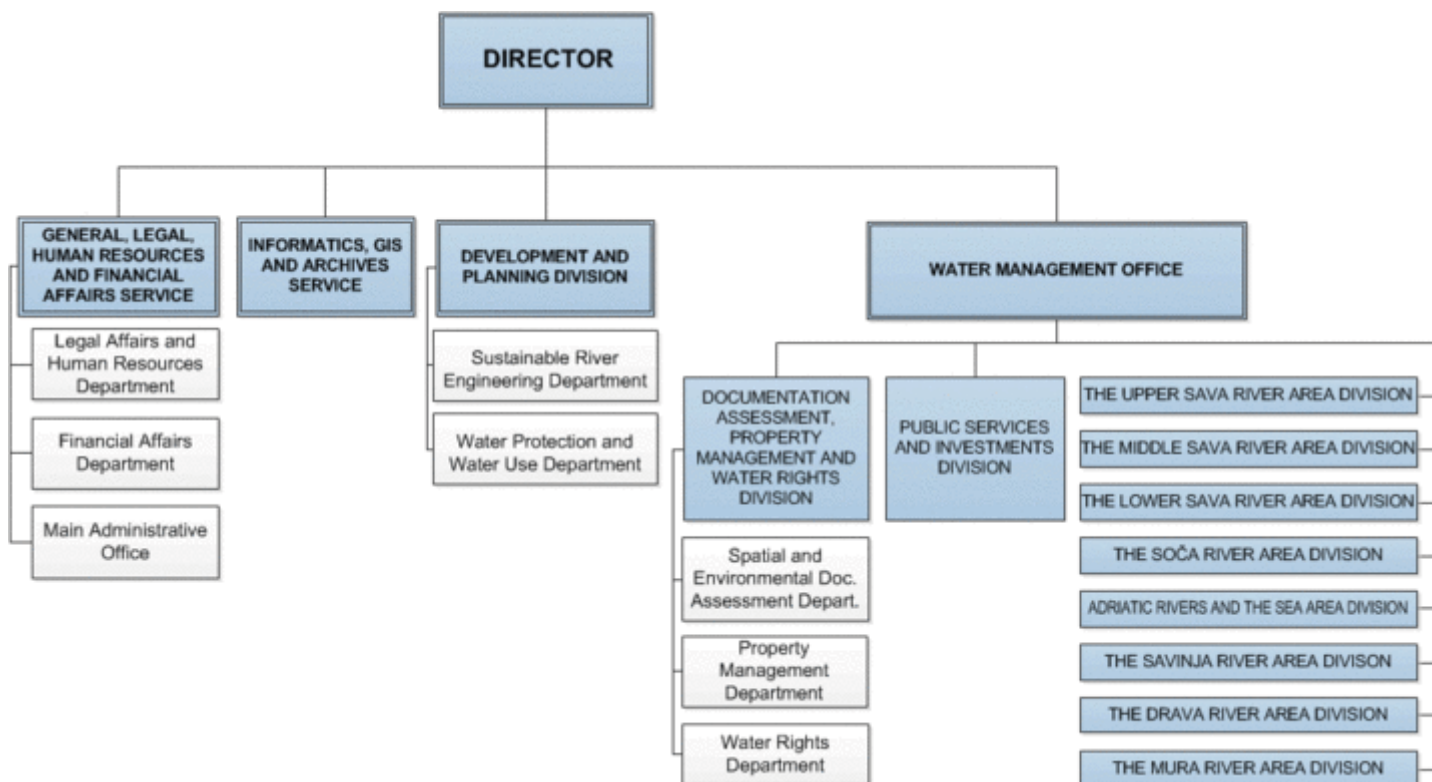 DIRECTOR
GENERAL, LEGAL,
HUMAN RESOURCES
AND FINANCIAL
AFFAIRS SERVICE
Legal Affairs and
Human Resources
Department
Financial Affairs
Department
Main Administrative
Office
INFORMATICS, GIS
AND ARCHIVES
SERVICE
DEVELOPMENT AND
PLANNING DIVISION
Sustainable River
Engineering Department
Water Protection and
Water Use Department
WATER MANAGEMENT OFFICE
DOCUMENTATION
ASSESSMENT,
PROPERTY
MANAGEMENT AND
WATER RIGHTS
DIVISION
Spatial and
Environmental Doc.
Assessment Depart.
Property
Management
Department
Water Rights
Department
PUBLIC SERVICES
AND INVESTMENTS
DIVISION
THE UPPER SAVA RIVER AREA DIVISION
THE MIDDLE SAVA RIVER AREA DIVISION
THE LOWER SAVA RIVER AREA DIVISION
THE SOČA RIVER AREA DIVISION
ADRIATIC RIVERS AND THE SEA AREA DIVISION
THE SAVINJA RIVER AREA DIVISON
THE DRAVA RIVER AREA DIVISION
THE MURA RIVER AREA DIVISION